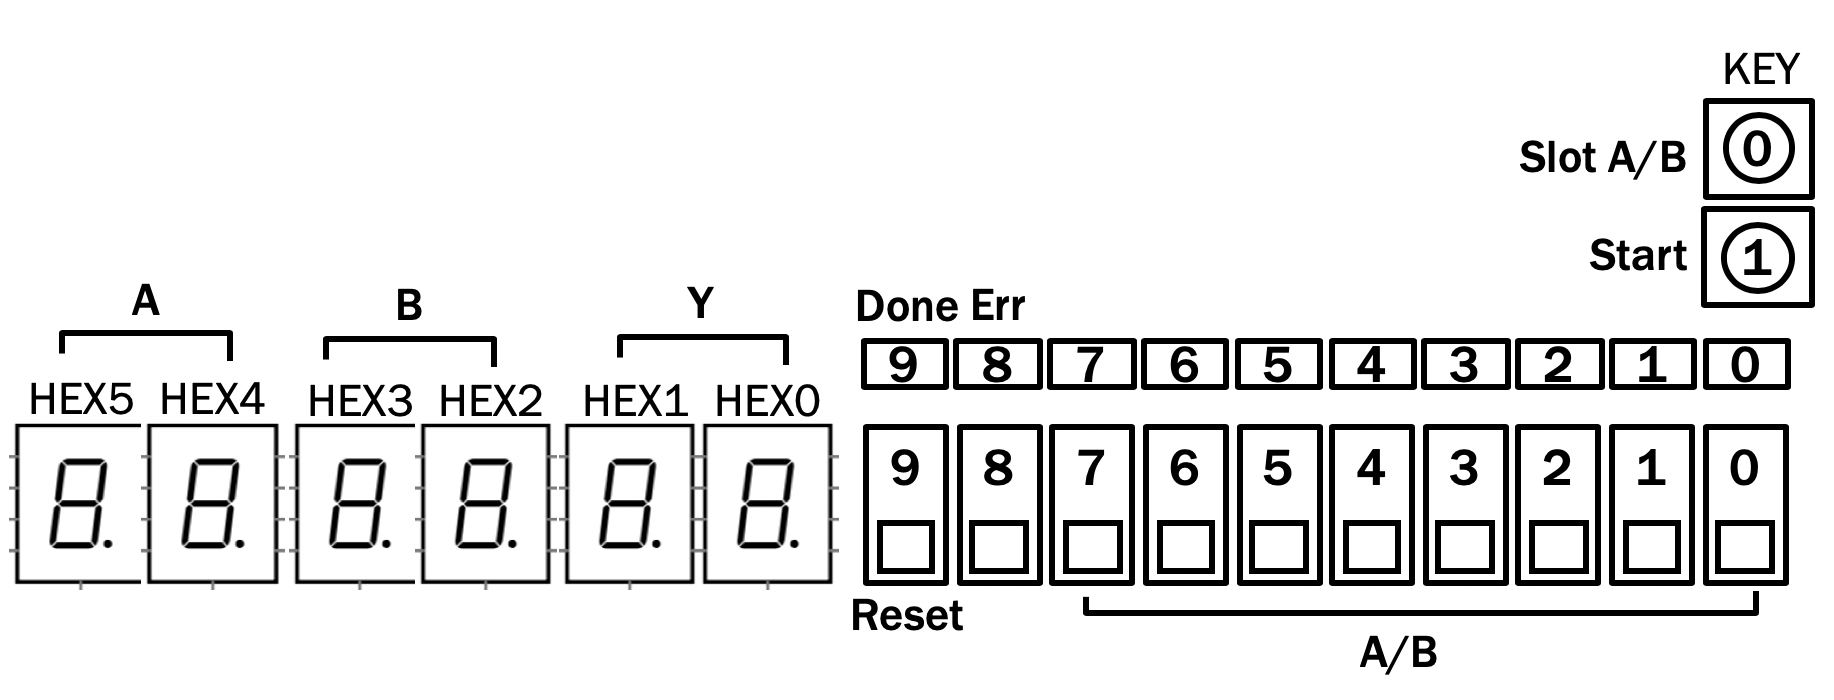 KEY
0
Slot A/B
1
Start
A
B
Y
Done Err
HEX5 HEX4 HEX3 HEX2 HEX1 HEX0
9 8 7 6 5 4 3 2 1 0
8. 8. 8. 8. 8. 8.
9 8 7 6 5 4 3 2 1 0
Reset
A/B